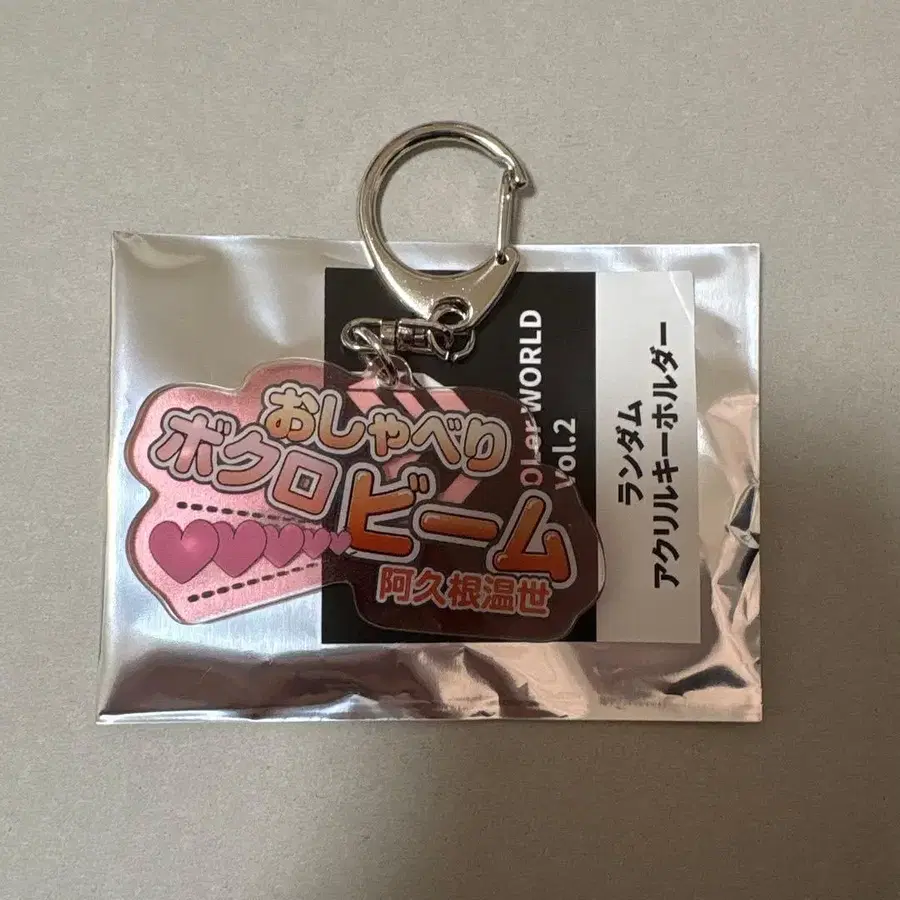 おしゃべり
ボクロ
ビーム
阿久根温世
WORLD
vol.2
ランダム
アクリルキーホルダー